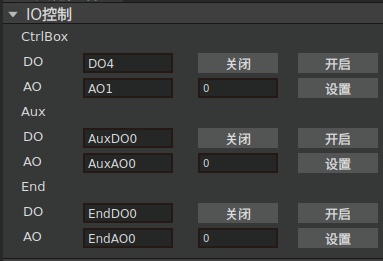 IO控制
CtrlBox
DO DO4 关闭 开启
AO AO1 0 设置
Aux
DO AuxDO0 关闭 开启
AO AuxAO0 0 设置
End
DO EndDO0 关闭 开启
AO EndAO0 0 设置